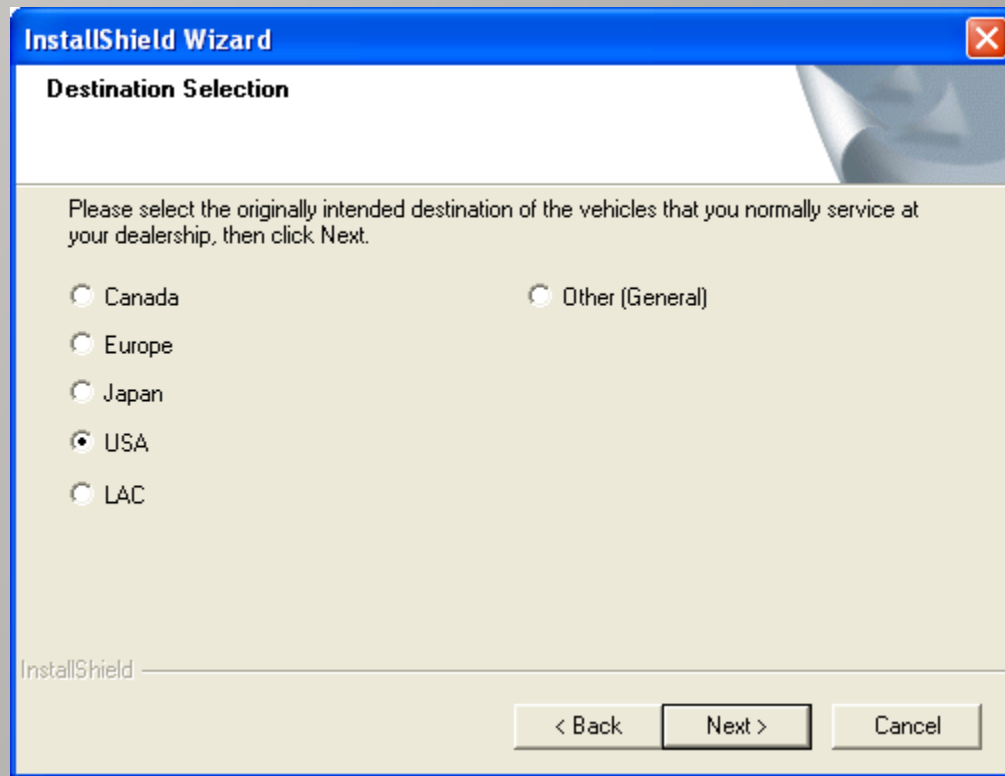 InstallShield Wizard
Destination Selection
Please select the originally intended destination of the vehicles that you normally service at
your dealership, then click Next.
Canada
Other (General)
Europe
Japan
USA
LAC
InstallShield
< Back
Next >
Cancel